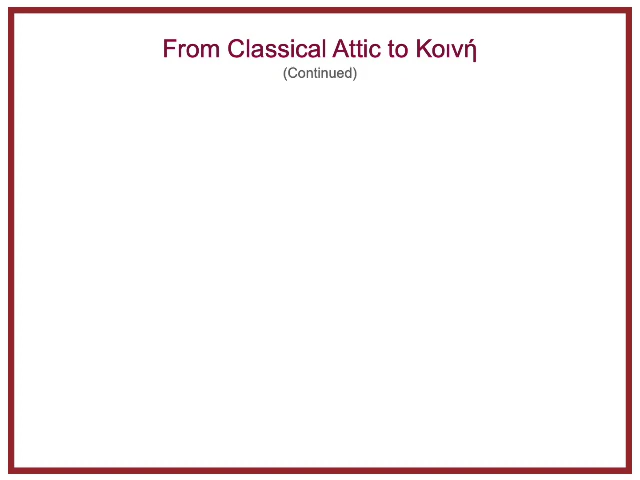 From Classical Attic to Κοινή
(Continued)